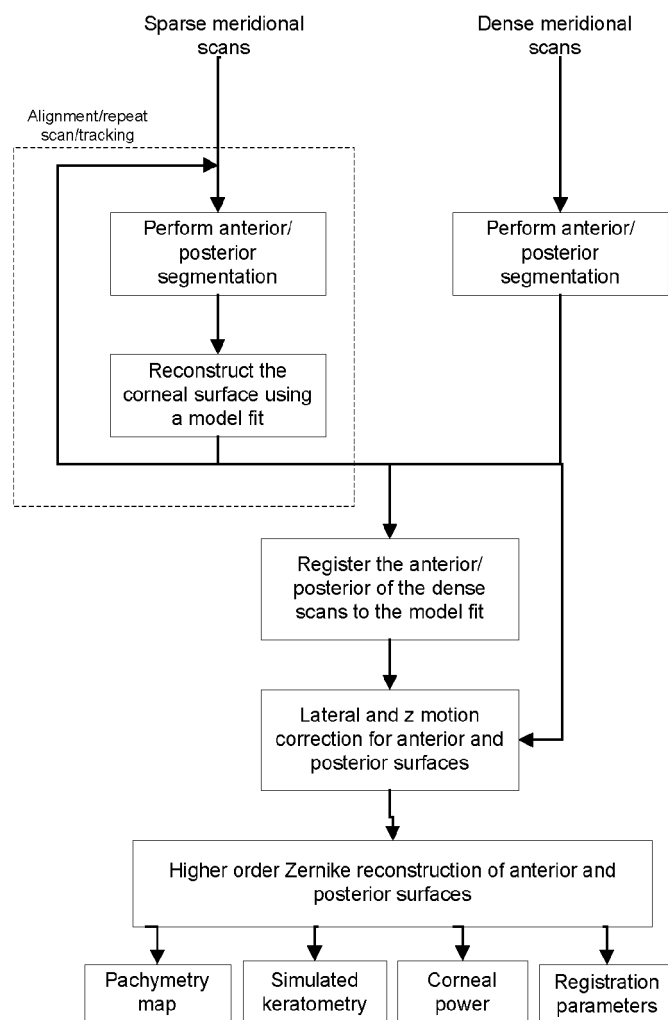 Sparse meridional
scans
Dense meridional
scans
Alignment/repeat
scan/tracking
Perform anterior/
posterior
segmentation
Perform anterior/
posterior
segmentation
Reconstruct the
corneal surface using
a model fit
Register the anterior/
posterior of the dense
scans to the model fit
Lateral and z motion
correction for anterior and
posterior surfaces
Higher order Zernike reconstruction of anterior and
posterior surfaces
Pachymetry
map
Simulated
keratometry
Corneal
power
Registration
parameters